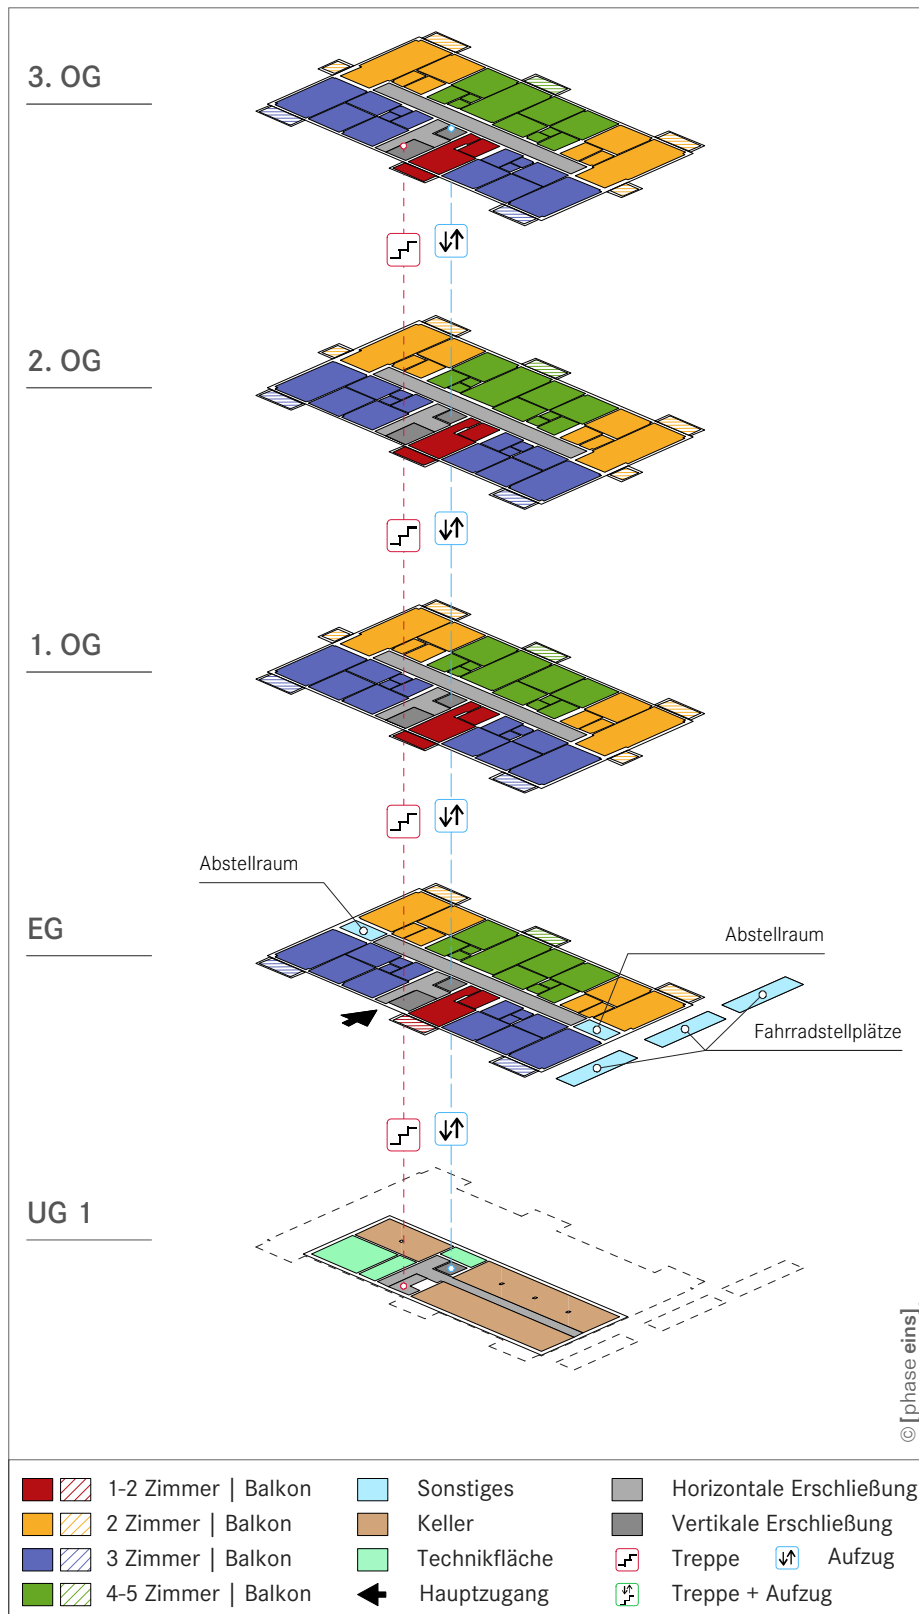 3. OG
2. OG
1. OG
Abstellraum
EG
Abstellraum
Fahrradstellplätze
UG 1
© [phase eins]
1-2 Zimmer | Balkon
Sonstiges
Horizontale Erschließung
2 Zimmer | Balkon
Keller
Vertikale Erschließung
3 Zimmer | Balkon
Technikfläche
Treppe
Aufzug
4-5 Zimmer | Balkon
Hauptzugang
Treppe + Aufzug